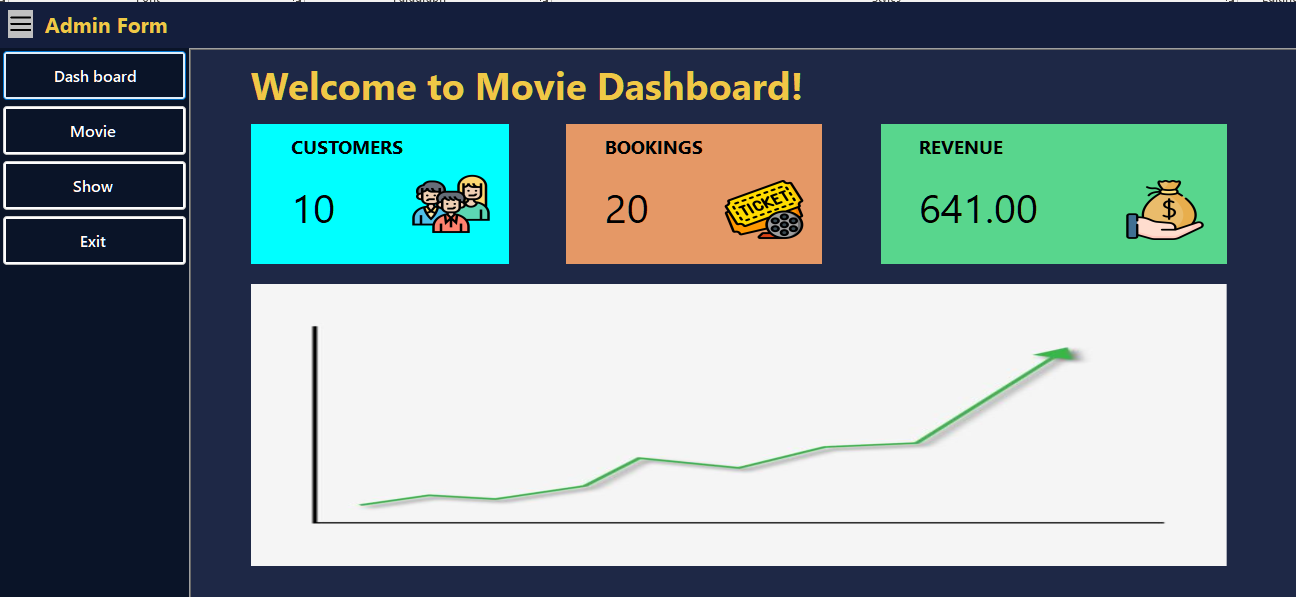 Admin Form
Dash board
Movie
Show
Exit
Welcome to Movie Dashboard!
CUSTOMERS
10
BOOKINGS
20
TICKET
REVENUE
641.00
$